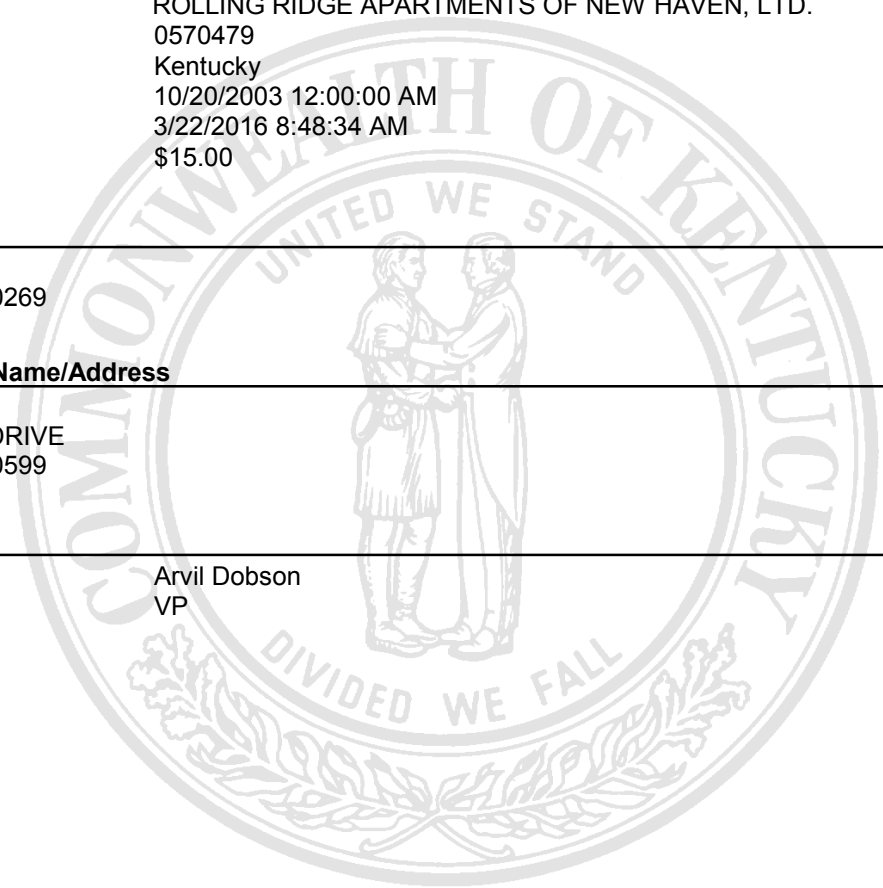 ROLLING RIDGE APARTMENTS OF NEW HAVEN, LTD.
0570479
Kentucky
10/20/2003 12:00:00 AM
3/22/2016 8:48:34 AM
$15.00
0269
Name/Address
DRIVE
0599
Arvil Dobson
VP
COMMONWEALTH OF KENTUCKY
UNITED WE STAND
DIVIDED WE FALL